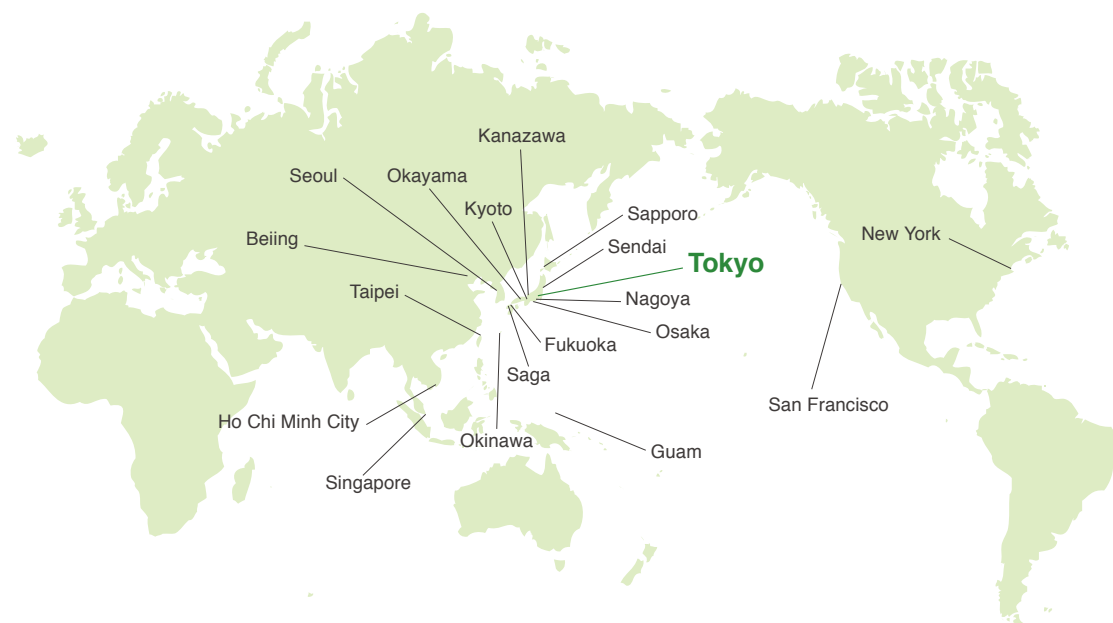 Kanazawa
Seoul
Okayama
Kyoto
Sapporo
New York
Beiing
Sendai
Tokyo
Taipei
Nagoya
Osaka
Fukuoka
Saga
San Francisco
Ho Chi Minh City
Okinawa
Guam
Singapore